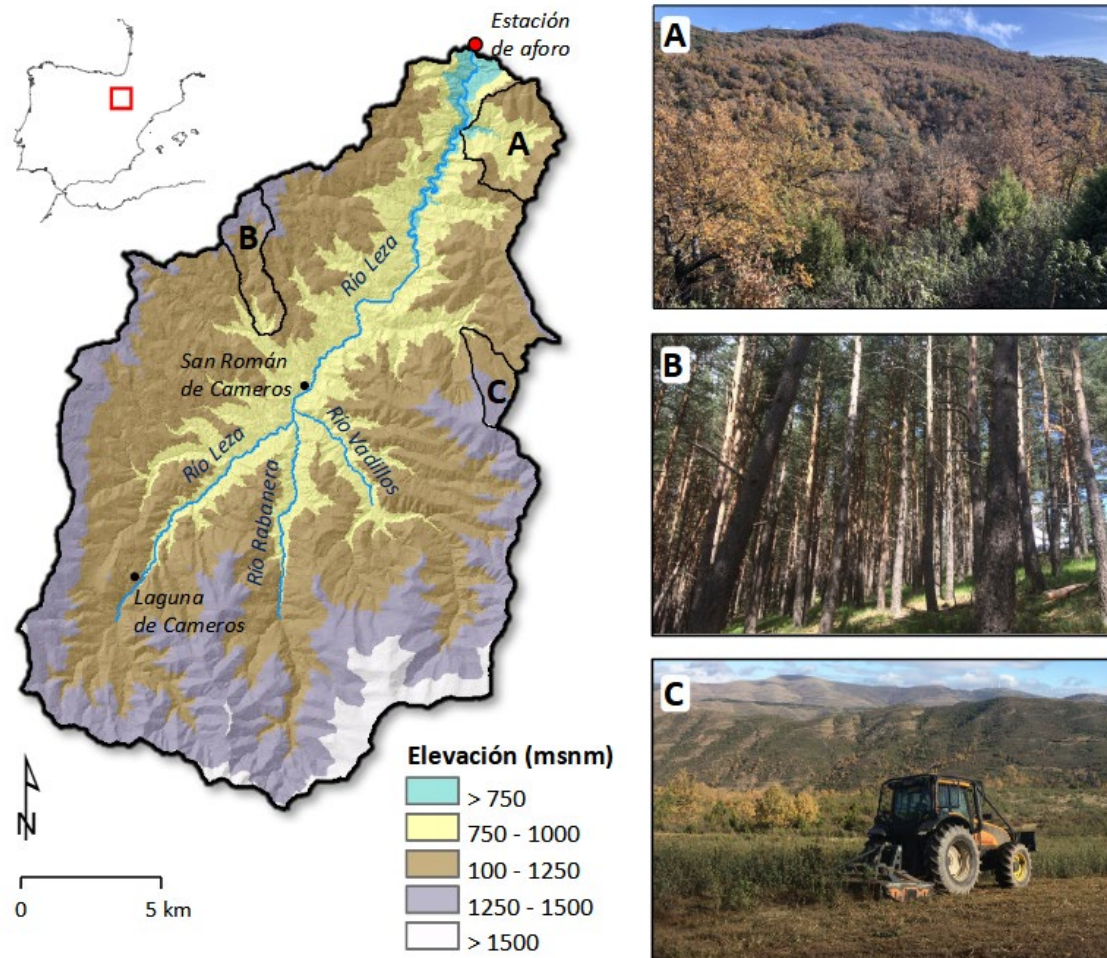 Estación
de aforo
A
B
C
Río Leza
San Román
de Cameros
Río Leza
Río Vadillos
Río Rabanera
Laguna
de Cameros
N
0 5 km
Elevación (msnm)
> 750
750 - 1000
100 - 1250
1250 - 1500
> 1500
A
B
C